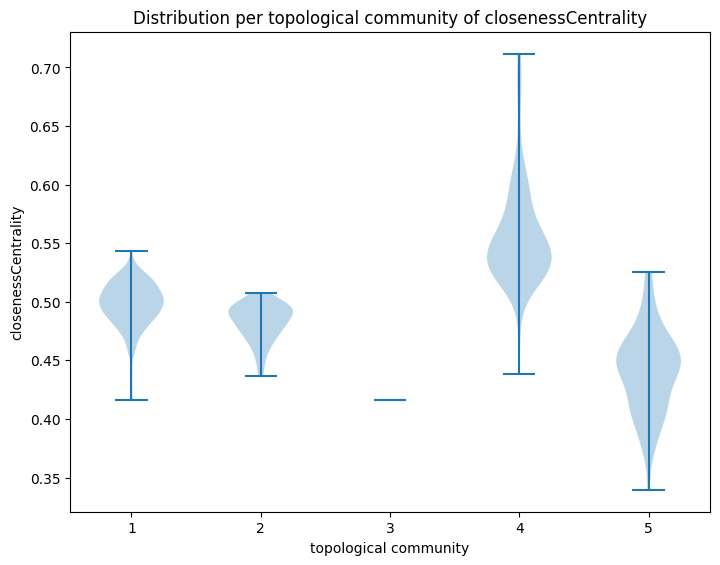 Distribution per topological community of closenessCentrality
closenessCentrality
0.70
0.65
0.60
0.55
0.50
0.45
0.40
0.35
1 2 3 4 5
topological community